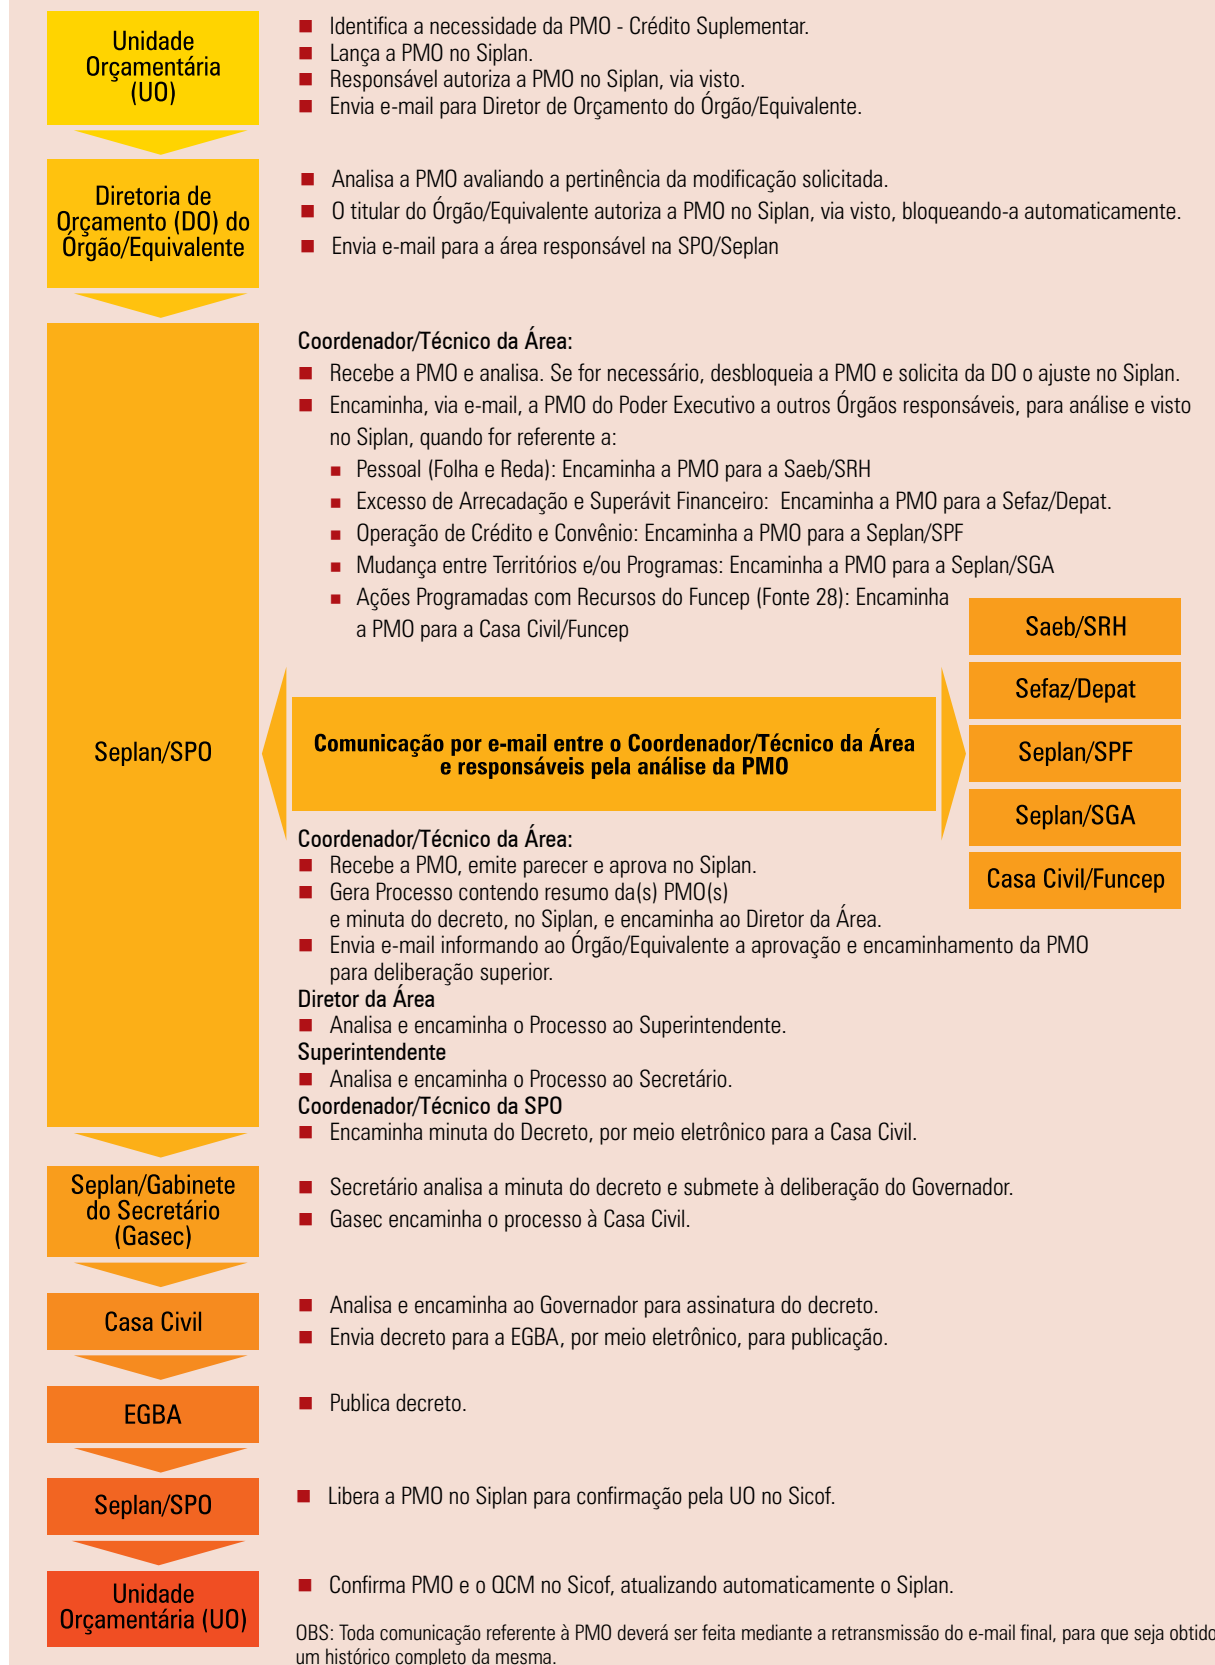 Unidade
Orçamentária
(UO)
Identifica a necessidade da PMO - Crédito Suplementar.
Lança a PMO no Siplan.
Responsável autoriza a PMO no Siplan, via visto.
Envia e-mail para Diretor de Orçamento do Órgão/Equivalente.
Diretoria de
Orçamento (DO) do
Órgão/Equivalente
Analisa a PMO avaliando a pertinência da modificação solicitada.
O titular do Órgão/Equivalente autoriza a PMO no Siplan, via visto, bloqueando-a automaticamente.
Envia e-mail para a área responsável na SPO/Seplan
Seplan/SPO
Coordenador/Técnico da Área:
Recebe a PMO e analisa. Se for necessário, desbloqueia a PMO e solicita da DO o ajuste no Siplan.
Encaminha, via e-mail, a PMO do Poder Executivo a outros Órgãos responsáveis, para análise e visto
no Siplan, quando for referente a:
Pessoal (Folha e Reda): Encaminha a PMO para a Saeb/SRH
Excesso de Arrecadação e Superávit Financeiro: Encaminha a PMO para a Sefaz/Depat.
Operação de Crédito e Convênio: Encaminha a PMO para a Seplan/SPF
Mudança entre Territórios e/ou Programas: Encaminha a PMO para a Seplan/SGA
Ações Programadas com Recursos do Funcep (Fonte 28): Encaminha
a PMO para a Casa Civil/Funcep
Comunicação por e-mail entre o Coordenador/Técnico da Área
e responsáveis pela análise da PMO
Saeb/SRH
Sefaz/Depat
Seplan/SPF
Seplan/SGA
Casa Civil/Funcep
Coordenador/Técnico da Área:
Recebe a PMO, emite parecer e aprova no Siplan.
Gera Processo contendo resumo da(s) PMO(s)
e minuta do decreto, no Siplan, e encaminha ao Diretor da Área.
Envia e-mail informando ao Órgão/Equivalente a aprovação e encaminhamento da PMO
para deliberação superior.
Diretor da Área
Analisa e encaminha o Processo ao Superintendente.
Superintendente
Analisa e encaminha o Processo ao Secretário.
Coordenador/Técnico da SPO
Encaminha minuta do Decreto, por meio eletrônico para a Casa Civil.
Seplan/Gabinete
do Secretário
(Gasec)
Secretário analisa a minuta do decreto e submete à deliberação do Governador.
Gasec encaminha o processo à Casa Civil.
Casa Civil
Analisa e encaminha ao Governador para assinatura do decreto.
Envia decreto para a EGBA, por meio eletrônico, para publicação.
EGBA
Publica decreto.
Seplan/SPO
Libera a PMO no Siplan para confirmação pela UO no Sicof.
Unidade
Orçamentária (UO)
Confirma PMO e o QCM no Sicof, atualizando automaticamente o Siplan.
OBS: Toda comunicação referente à PMO deverá ser feita mediante a retransmissão do e-mail final, para que seja obtido
um histórico completo da mesma.